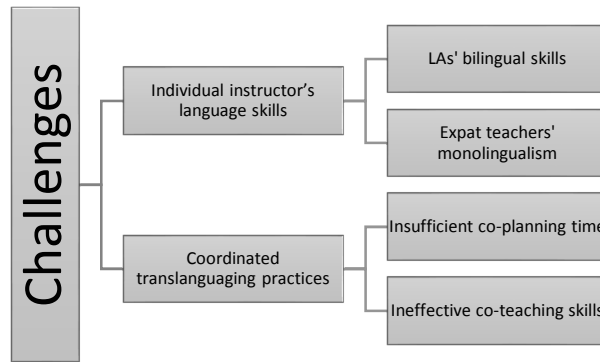 Challenges
Individual instructor's
language skills
LAs' bilingual skills
Expat teachers'
monolingualism
Coordinated
translanguaging practices
Insufficient co-planning time
Ineffective co-teaching skills